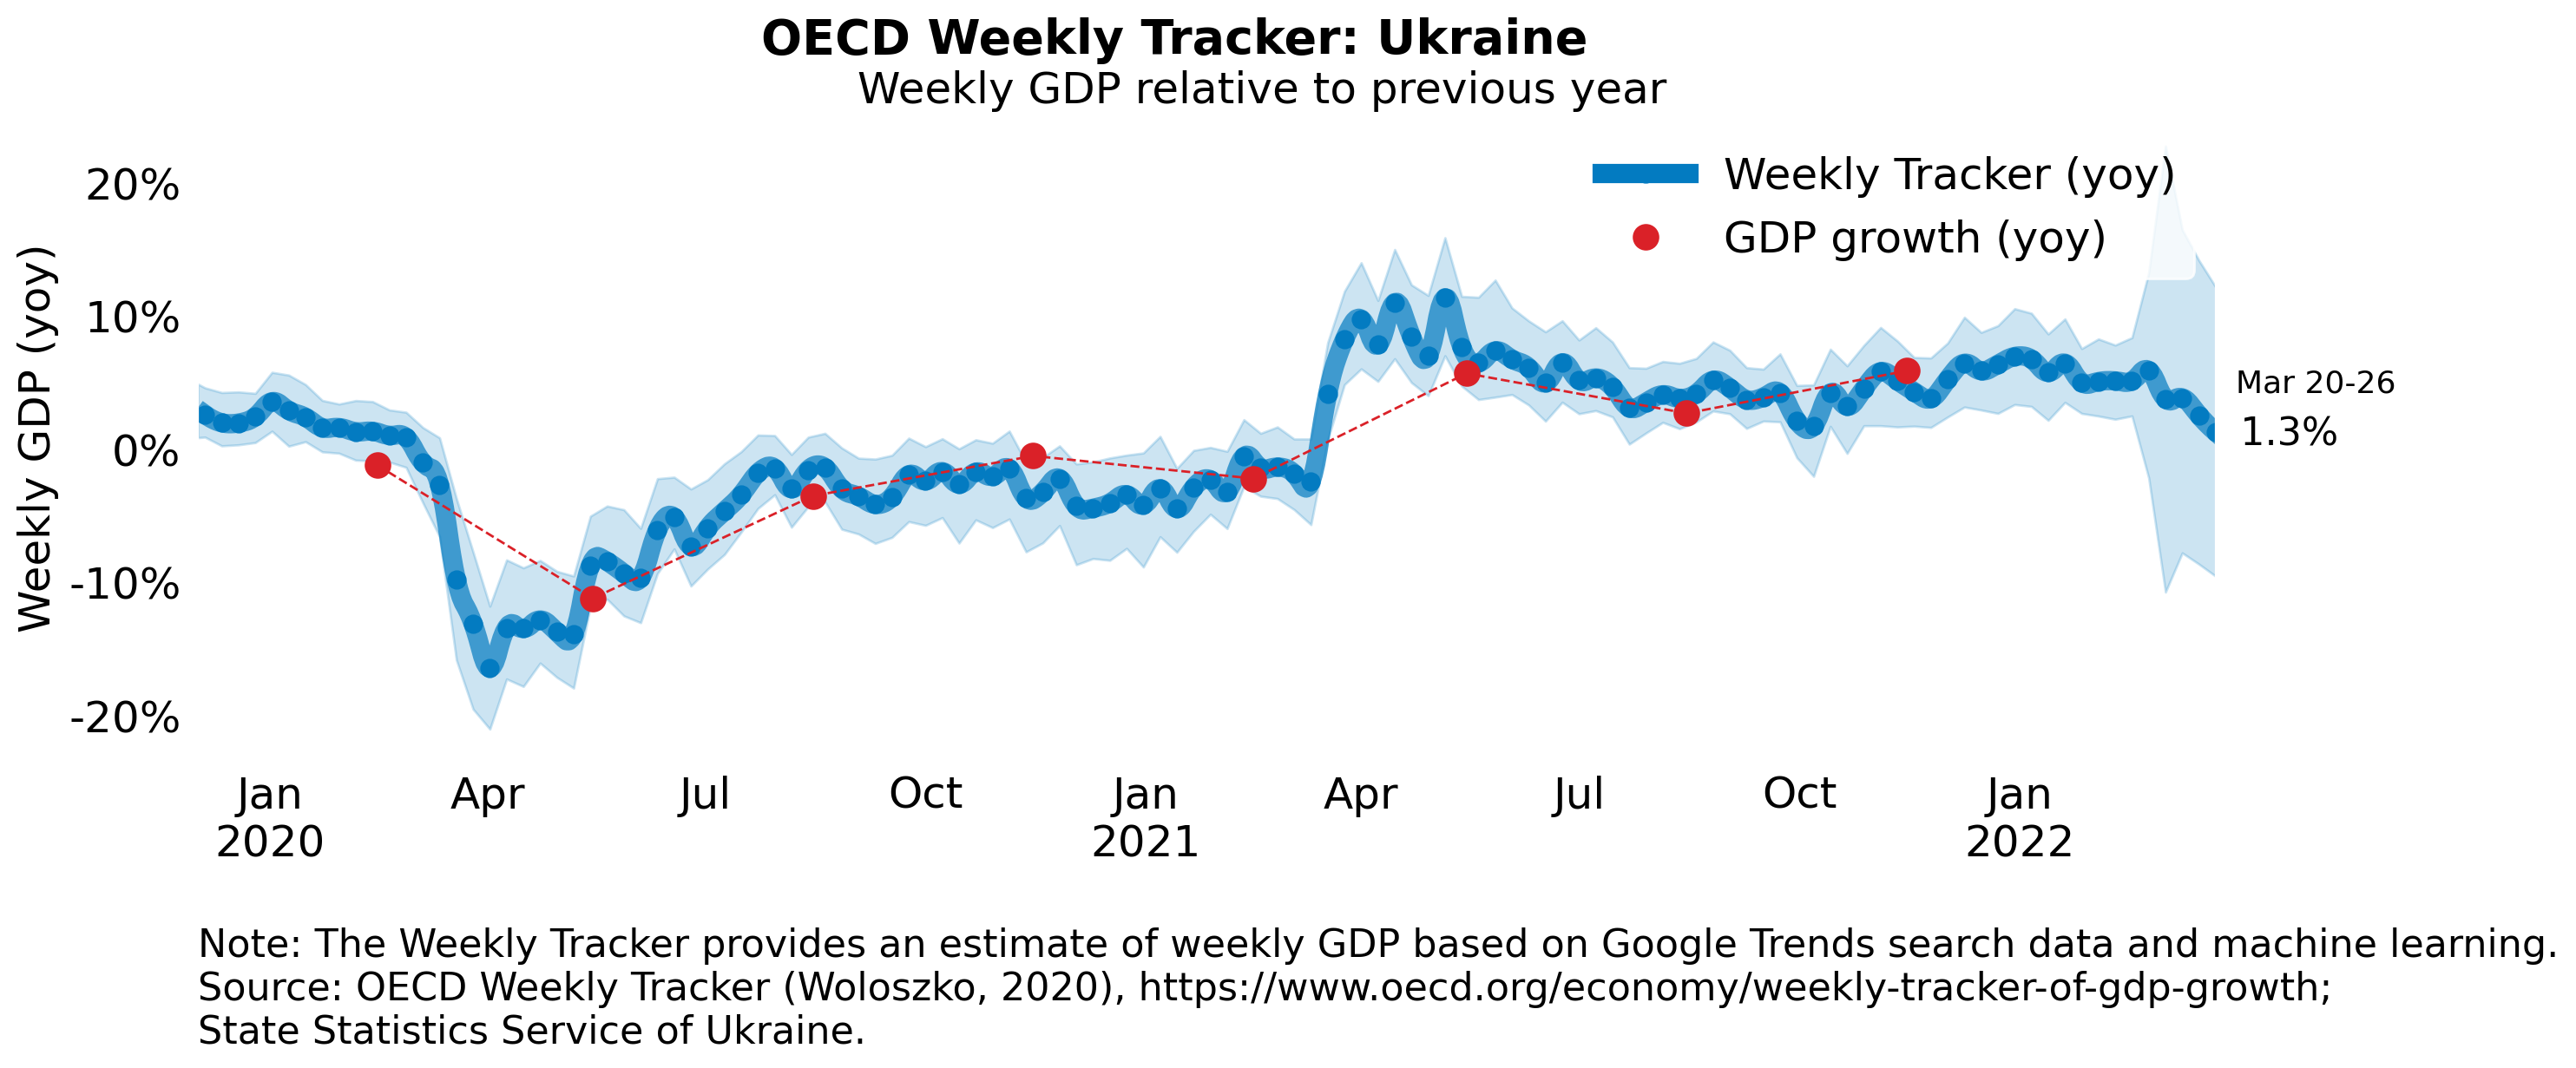 OECD Weekly Tracker: Ukraine
Weekly GDP relative to previous year
Weekly Tracker (yoy)
GDP growth (yoy)
Weekly GDP (yoy)
20%
10%
0%
-10%
-20%
Mar 20-26
1.3%
Jan
2020
Apr
Jul
Oct
Jan
2021
Apr
Jul
Oct
Jan
2022
Note: The Weekly Tracker provides an estimate of weekly GDP based on Google Trends search data and machine learning.
Source: OECD Weekly Tracker (Woloszko, 2020), https://www.oecd.org/economy/weekly-tracker-of-gdp-growth;
State Statistics Service of Ukraine.